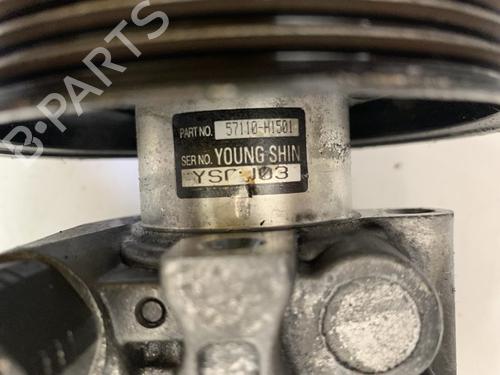 PART NO. 57110-H1501
SER NO. YOUNG SHIN
B-PARTS